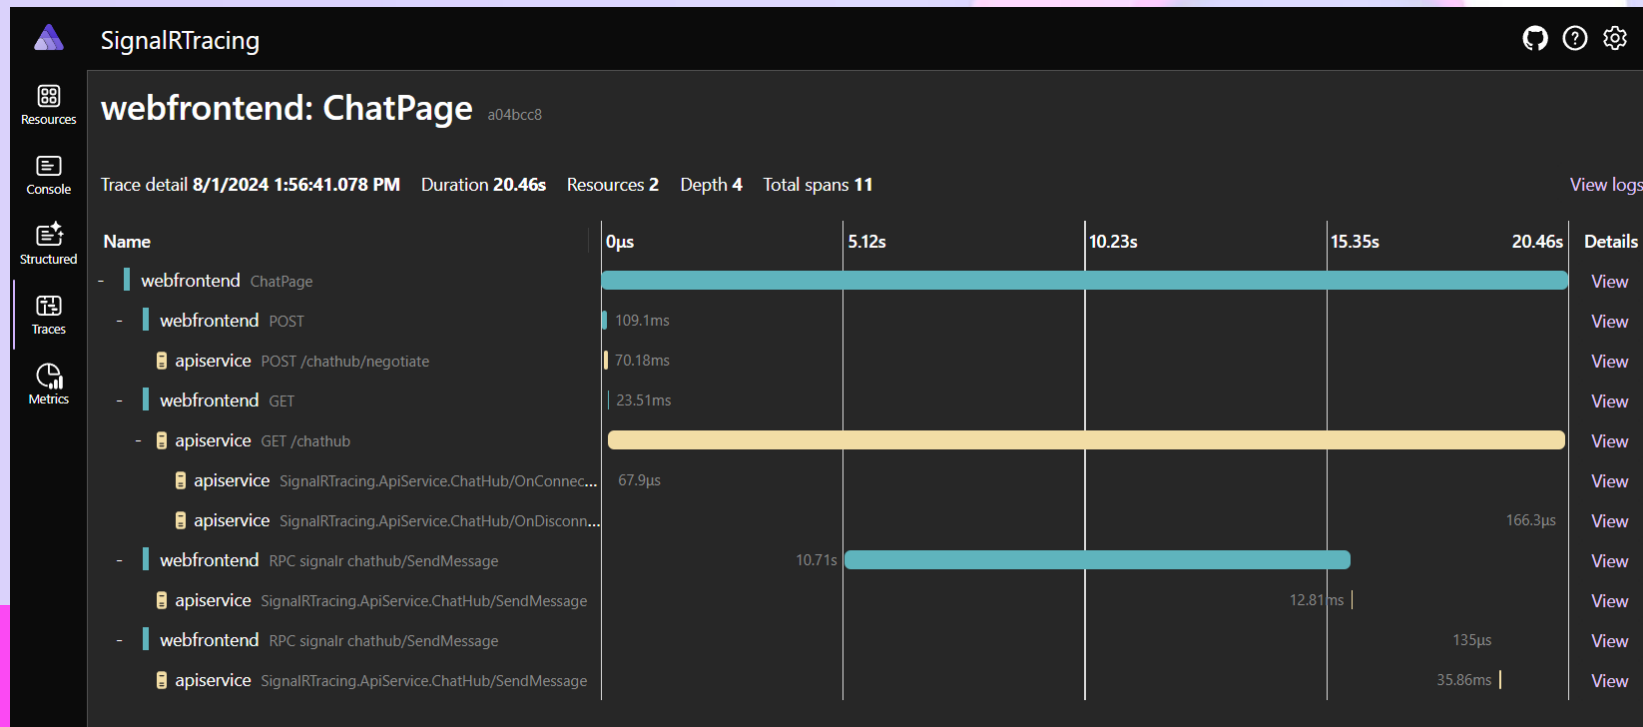 SignalRTracing
Resources
Console
Structured
Traces
Metrics
webfrontend: ChatPage a04bcc8
Trace detail 8/1/2024 1:56:41.078 PM Duration 20.46s Resources 2 Depth 4 Total spans 11 View logs
Name 0μs 5.12s 10.23s 15.35s 20.46s Details
- webfrontend ChatPage View
- webfrontend POST 109.1ms View
apiservice POST /chathub/negotiate 70.18ms View
- webfrontend GET 23.51ms View
- apiservice GET /chathub View
apiservice SignalRTracing.ApiService.ChatHub/OnConnec... 67.9μs View
apiservice SignalRTracing.ApiService.ChatHub/OnDisconn... 166.3μs View
- webfrontend RPC signalr chathub/SendMessage 10.71s View
apiservice SignalRTracing.ApiService.ChatHub/SendMessage 12.81ms View
- webfrontend RPC signalr chathub/SendMessage 135μs View
apiservice SignalRTracing.ApiService.ChatHub/SendMessage 35.86ms View